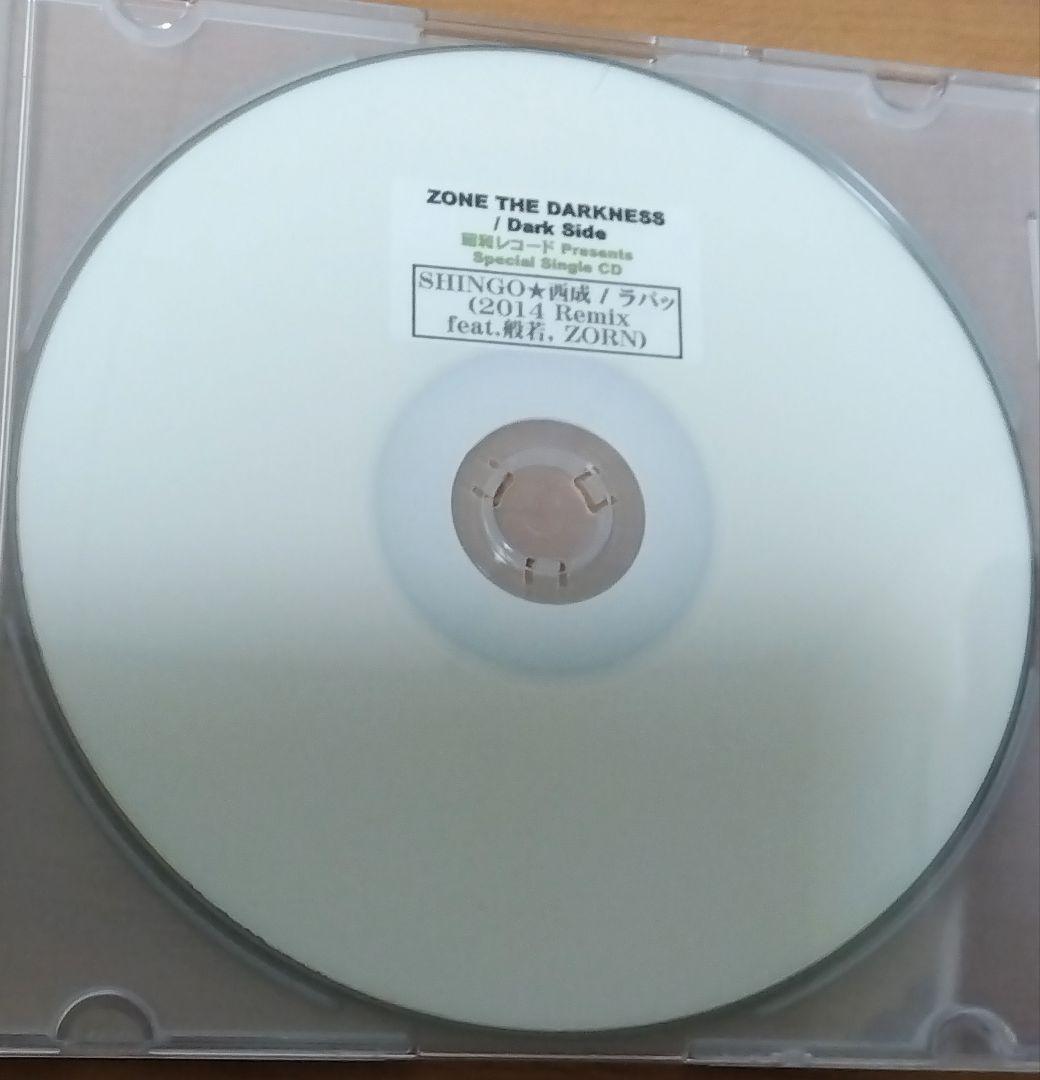 ZONE THE DARKNESS
/ Dark Side
昭和レコード Presents
Special Single CD
SHINGO★西成 / ラパッ
(2014 Remix
feat.般若, ZORN)